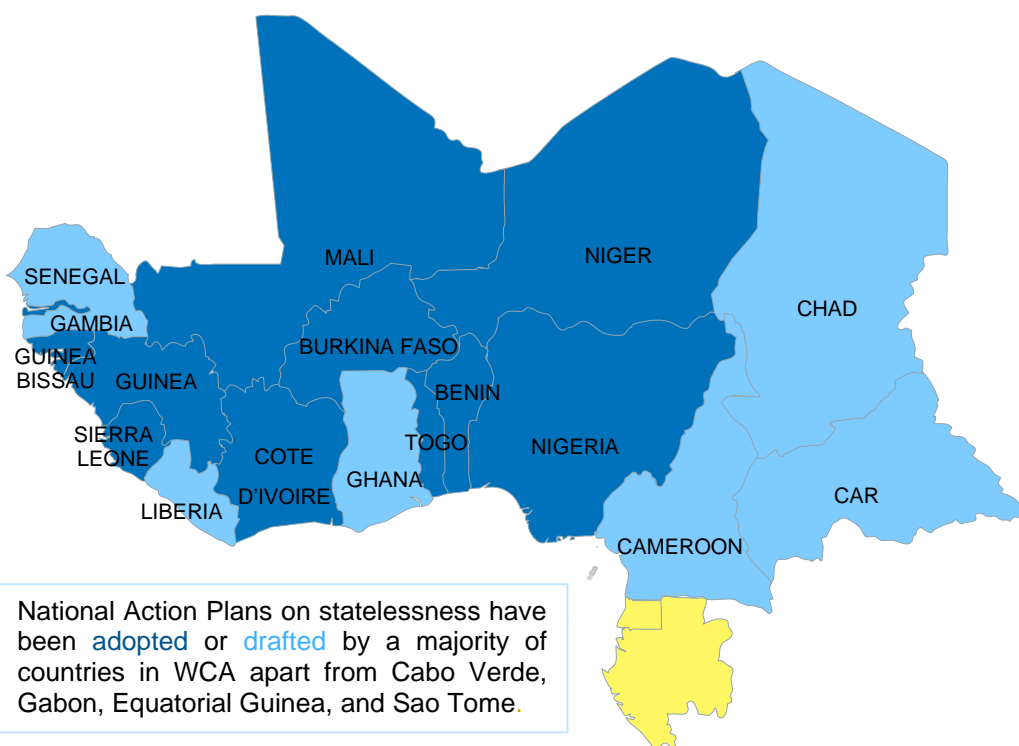 MALI
NIGER
SENEGAL
CHAD
GAMBIA
BURKINA FASO
GUINEA
BISSAU
GUINEA
BENIN
SIERRA
LEONE
COTE
D'IVOIRE
TOGO
NIGERIA
GHANA
LIBERIA
CAR
CAMEROON
National Action Plans on statelessness have
been adopted or drafted by a majority of
countries in WCA apart from Cabo Verde,
Gabon, Equatorial Guinea, and Sao Tome.